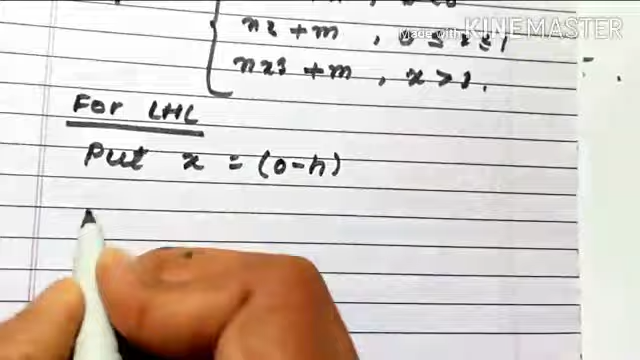 Made with KINEMASTER
nx + m , 0 ≤ x ≤ 1
nx3 + m , x > 1.
For LHL
Put x = (0-h)